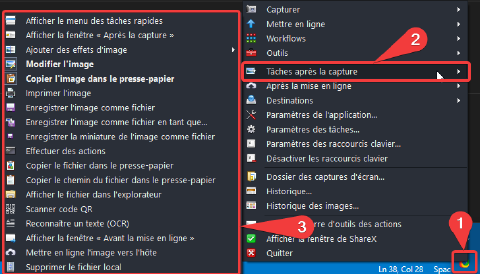 Afficher le menu des tâches rapides
Afficher la fenêtre « Après la capture »
Ajouter des effets d'image
Modifier l'image
Copier l'image dans le presse-papier
Imprimer l'image
Enregistrer l'image comme fichier
Enregistrer l'image comme fichier en tant que...
Enregistrer la miniature de l'image comme fichier
Effectuer des actions
Copier le fichier dans le presse-papier
Copier le chemin du fichier dans le presse-papier
Afficher le fichier dans l'explorateur
Scanner code QR
Reconnaître un texte (OCR)
Afficher la fenêtre « Avant la mise en ligne »
Mettre en ligne l'image vers l'hôte
Supprimer le fichier local
3
Capturer
Mettre en ligne
Workflows
Outils
2
Tâches après la capture
Après la mise en ligne
Destinations
Paramètres de l'application...
Paramètres des tâches...
Paramètres des raccourcis clavier...
Désactiver les raccourcis clavier
Dossier des captures d'écran...
Historique...
Historique des images...
d'outils des actions
Afficher la fenêtre de ShareX
Quitter
1
Ln 38, Col 28